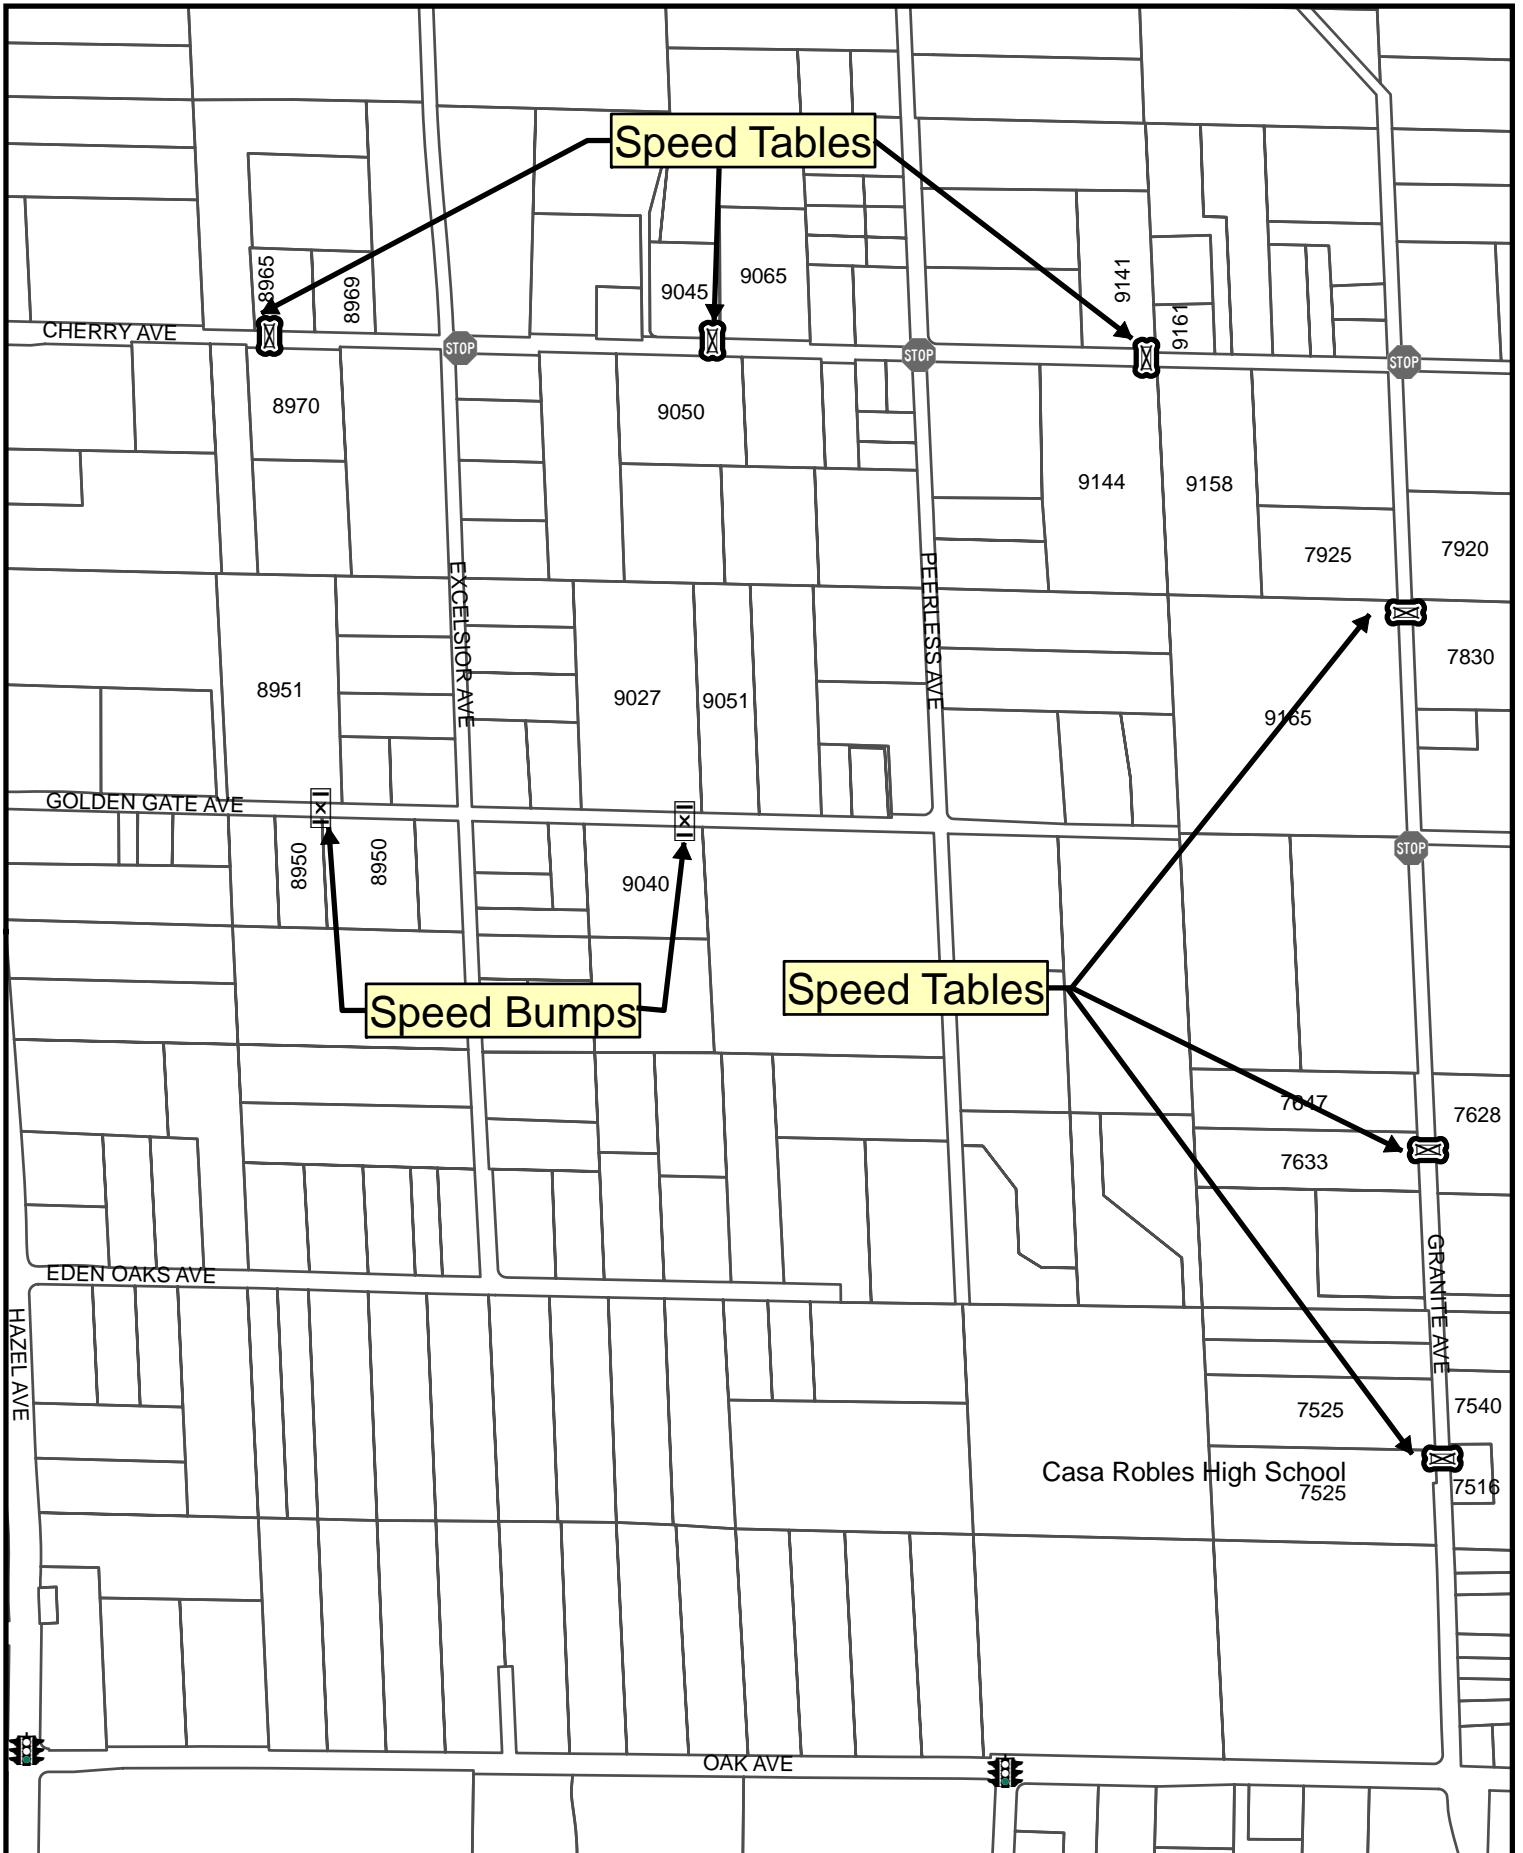 Speed Tables
8965
8969
9045
9065
9141
9161
CHERRY AVE
STOP
STOP
STOP
8970
9050
9144
9158
7925
7920
EXCELSIOR AVE
PEERLESS AVE
7830
8951
9027
9051
9165
GOLDEN GATE AVE
STOP
8950
8950
9040
Speed Bumps
Speed Tables
7647
7628
7633
GRANITE AVE
EDEN OAKS AVE
HAZEL AVE
7525
7540
Casa Robles High School
7525
7516
OAK AVE